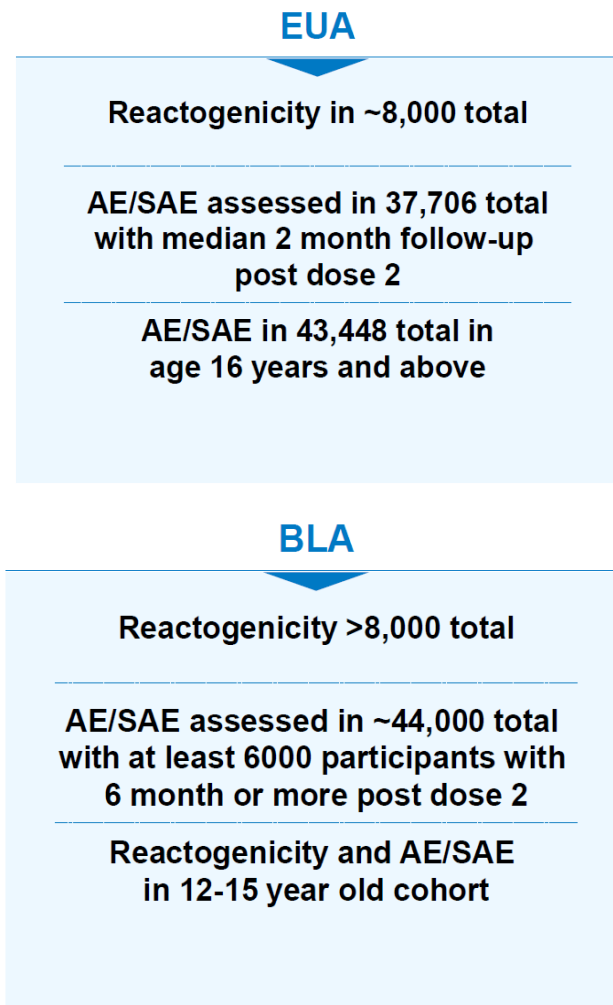 EUA
Reactogenicity in ~8,000 total
AE/SAE assessed in 37,706 total
with median 2 month follow-up
post dose 2
AE/SAE in 43,448 total in
age 16 years and above
BLA
Reactogenicity >8,000 total
AE/SAE assessed in ~44,000 total
with at least 6000 participants with
6 month or more post dose 2
Reactogenicity and AE/SAE
in 12-15 year old cohort